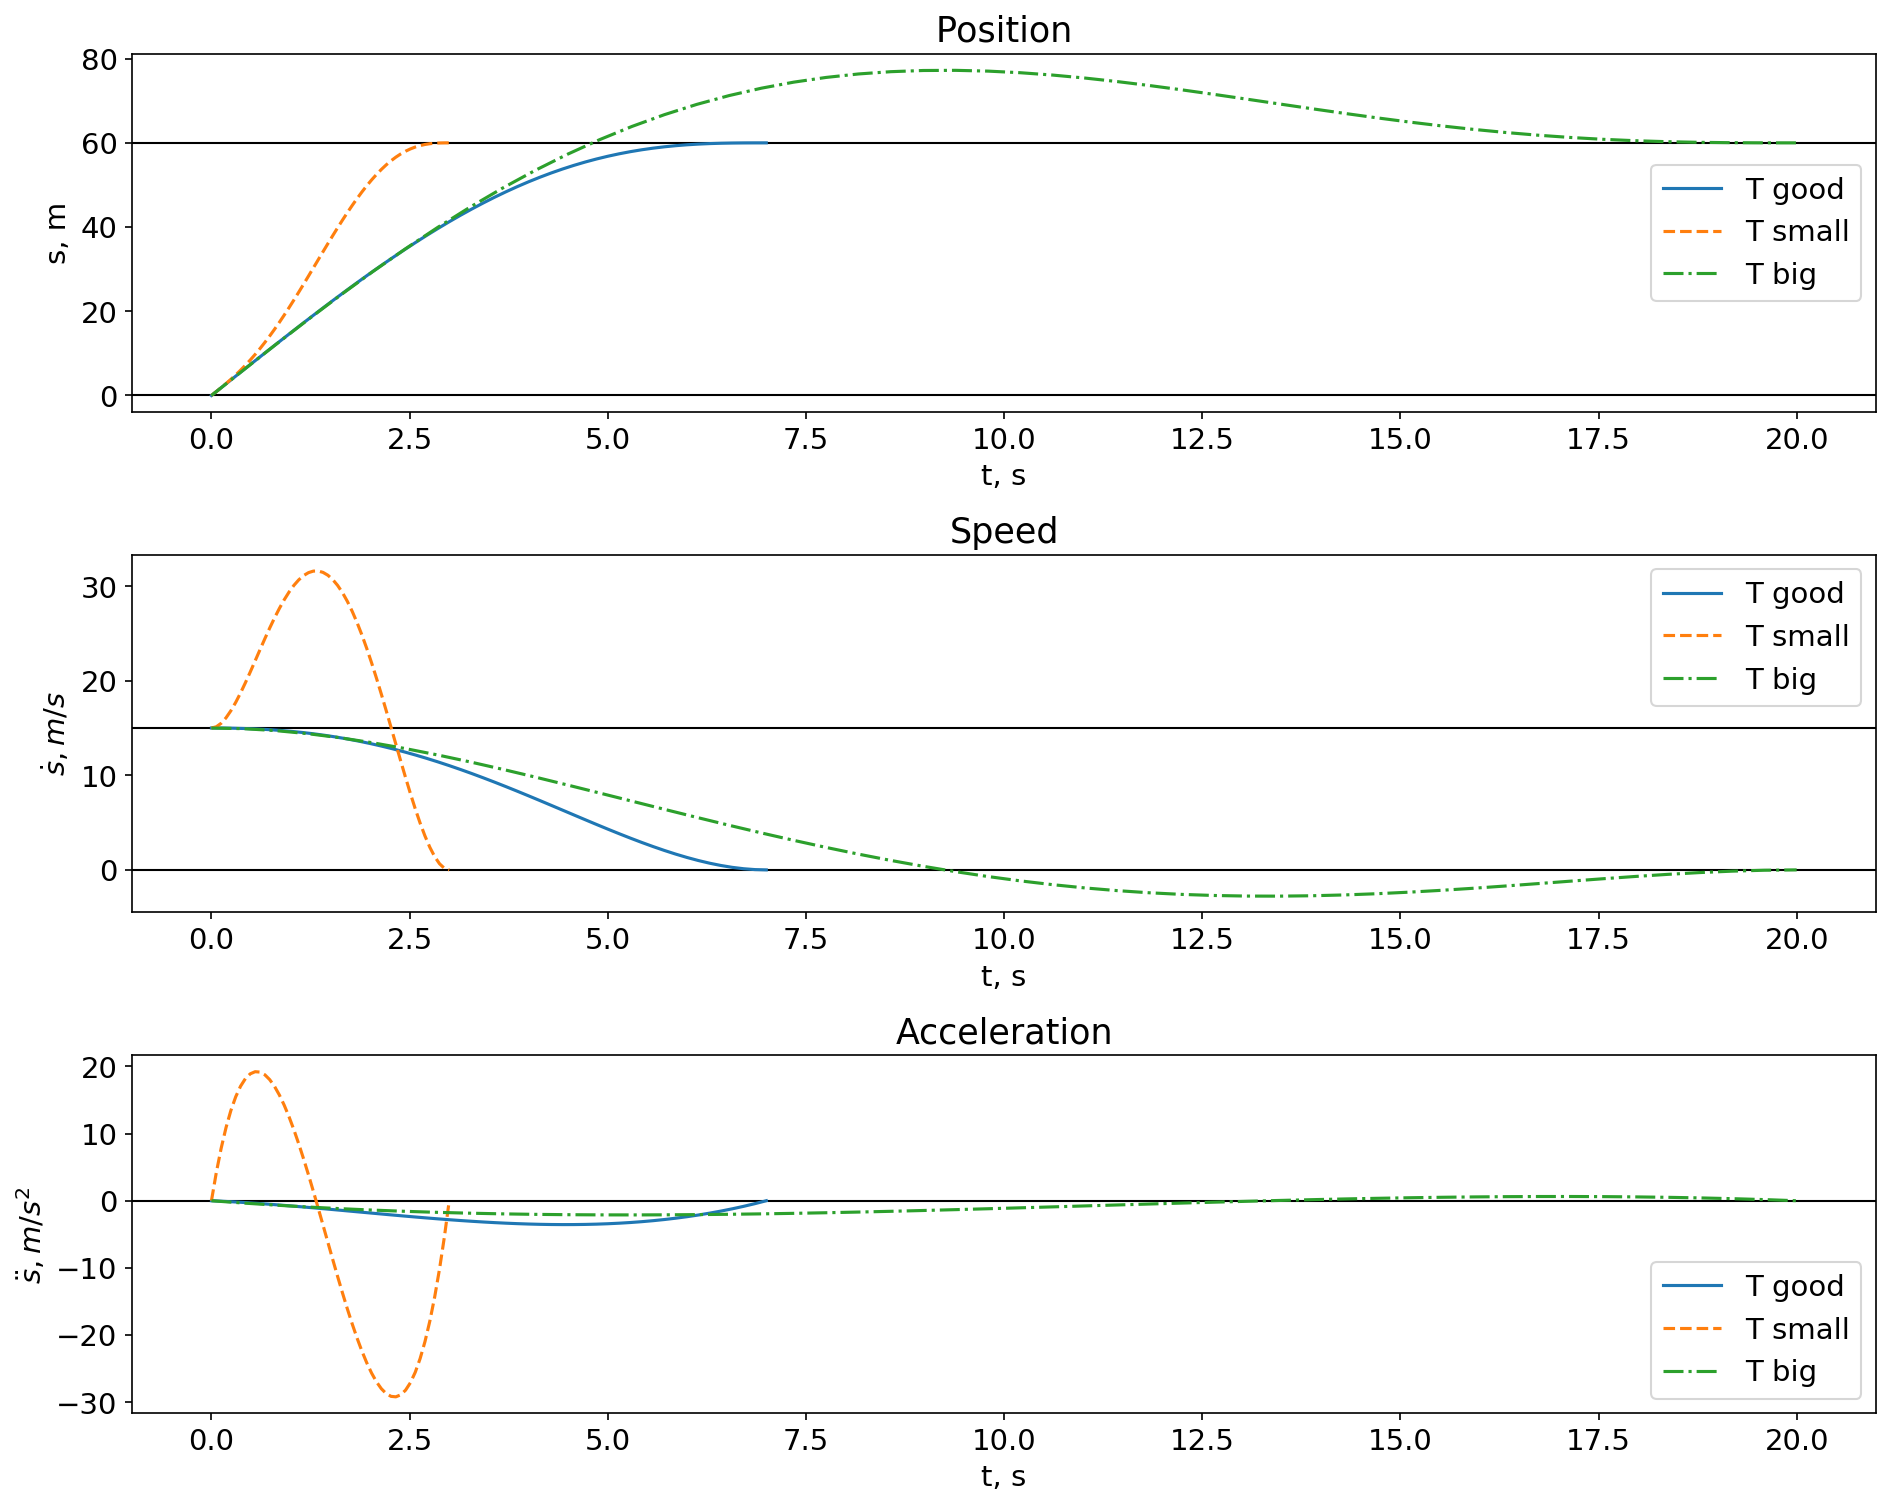 Position
80
60
40
20
0
s, m
T good
T small
T big
0.0 2.5 5.0 7.5 10.0 12.5 15.0 17.5 20.0
t, s
Speed
30
20
10
0
ṡ, m/s
T good
T small
T big
0.0 2.5 5.0 7.5 10.0 12.5 15.0 17.5 20.0
t, s
Acceleration
20
10
0
−10
−20
−30
s̈, m/s²
T good
T small
T big
0.0 2.5 5.0 7.5 10.0 12.5 15.0 17.5 20.0
t, s